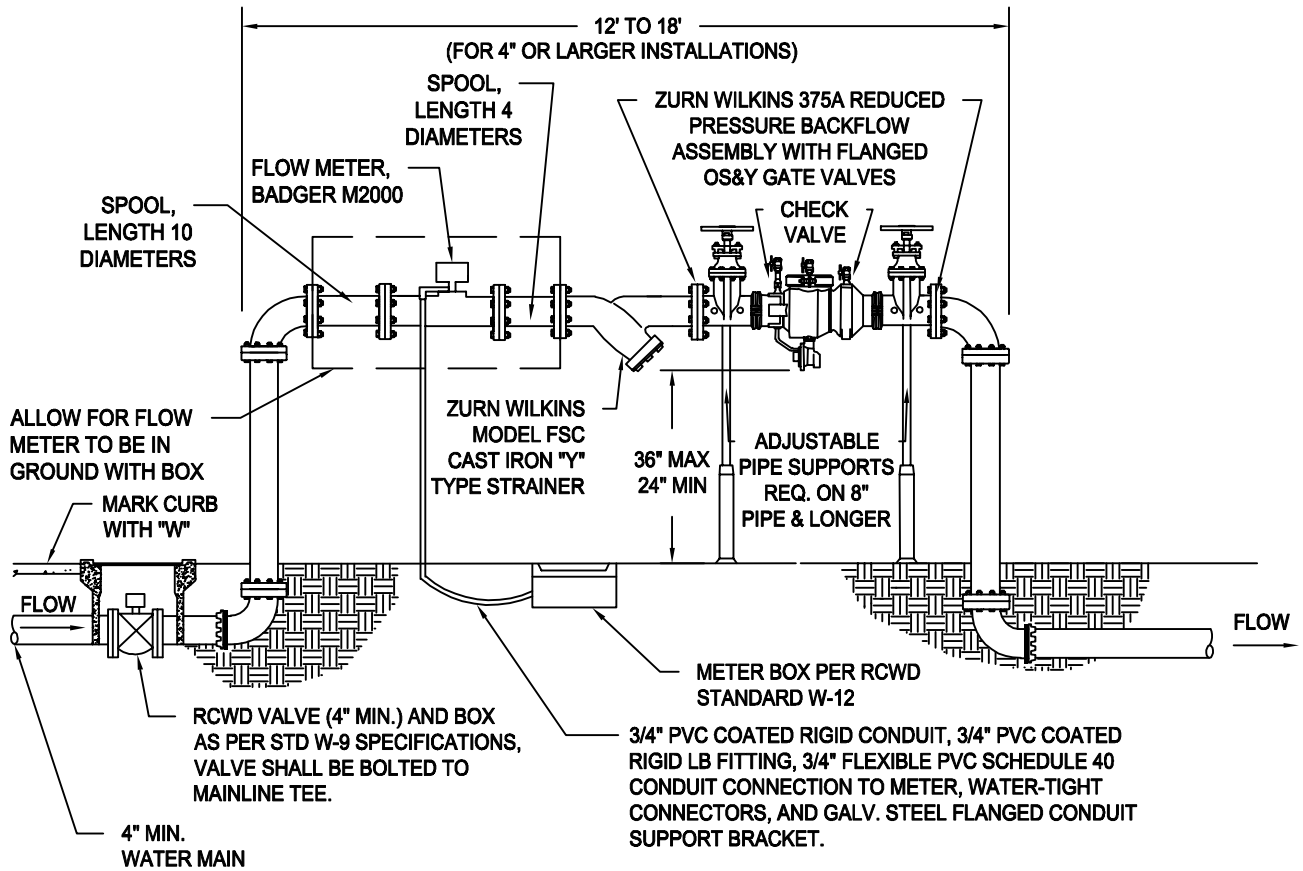 12' TO 18'
(FOR 4" OR LARGER INSTALLATIONS)
SPOOL,
LENGTH 4
DIAMETERS
ZURN WILKINS 375A REDUCED
PRESSURE BACKFLOW
ASSEMBLY WITH FLANGED
OS&Y GATE VALVES
FLOW METER,
BADGER M2000
SPOOL,
LENGTH 10
DIAMETERS
CHECK
VALVE
ALLOW FOR FLOW
METER TO BE IN
GROUND WITH BOX
ZURN WILKINS
MODEL FSC
CAST IRON "Y"
TYPE STRAINER
36" MAX
24" MIN
ADJUSTABLE
PIPE SUPPORTS
REQ. ON 8"
PIPE & LONGER
MARK CURB
WITH "W"
FLOW
FLOW
METER BOX PER RCWD
STANDARD W-12
RCWD VALVE (4" MIN.) AND BOX
AS PER STD W-9 SPECIFICATIONS,
VALVE SHALL BE BOLTED TO
MAINLINE TEE.
3/4" PVC COATED RIGID CONDUIT, 3/4" PVC COATED
RIGID LB FITTING, 3/4" FLEXIBLE PVC SCHEDULE 40
CONDUIT CONNECTION TO METER, WATER-TIGHT
CONNECTORS, AND GALV. STEEL FLANGED CONDUIT
SUPPORT BRACKET.
4" MIN.
WATER MAIN